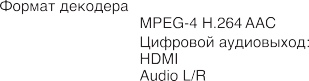 Формат декодера
MPEG-4 H.264 AAC
Цифровой аудиовыход:
HDMI
Audio L/R